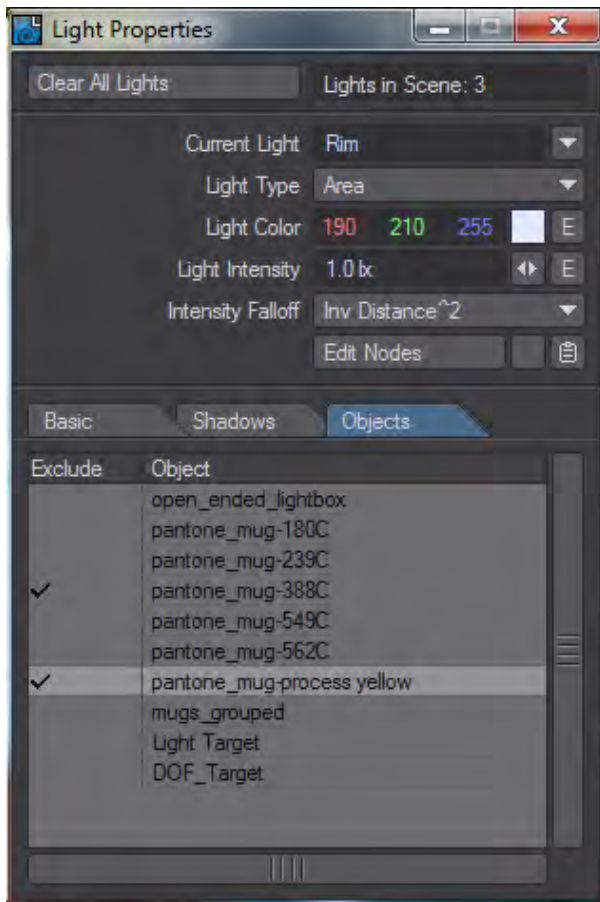 Light Properties
Clear All Lights Lights in Scene: 3
Current Light Rim
Light Type Area
Light Color 190 210 255 E
Light Intensity 1.0 lx E
Intensity Falloff Inv Distance^2
Edit Nodes
Basic Shadows Objects
Exclude Object
open_ended_lightbox
pantone_mug-180C
pantone_mug-239C
pantone_mug-388C
pantone_mug-549C
pantone_mug-562C
pantone_mug-process yellow
mugs_grouped
Light Target
DOF_Target